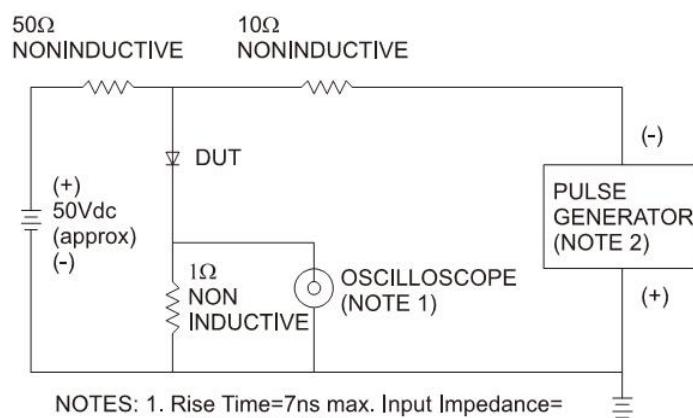 50Ω
NONINDUCTIVE
10Ω
NONINDUCTIVE
DUT
(+)
50Vdc
(approx)
(-)
1Ω
NON
INDUCTIVE
OSCILLOSCOPE
(NOTE 1)
(-)
PULSE
GENERATOR
(NOTE 2)
(+)
NOTES: 1. Rise Time=7ns max. Input Impedance=